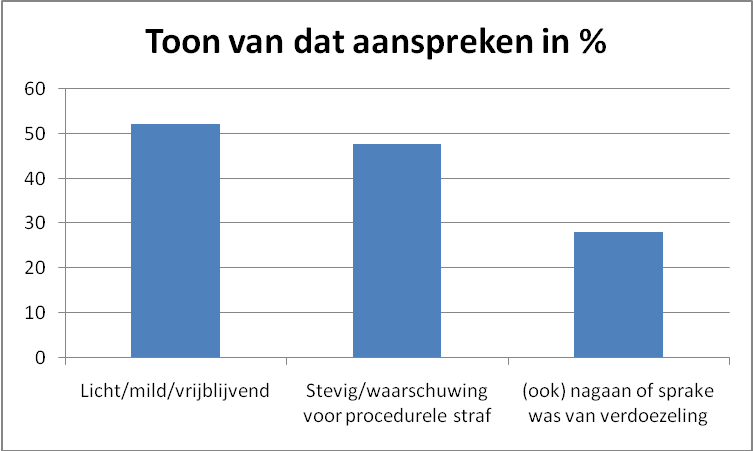 Toon van dat aanspreken in %
60
50
40
30
20
10
0
Licht/mild/vrijblijvend
Stevig/waarschuwing
voor procedurele straf
(ook) nagaan of sprake
was van verdoezeling